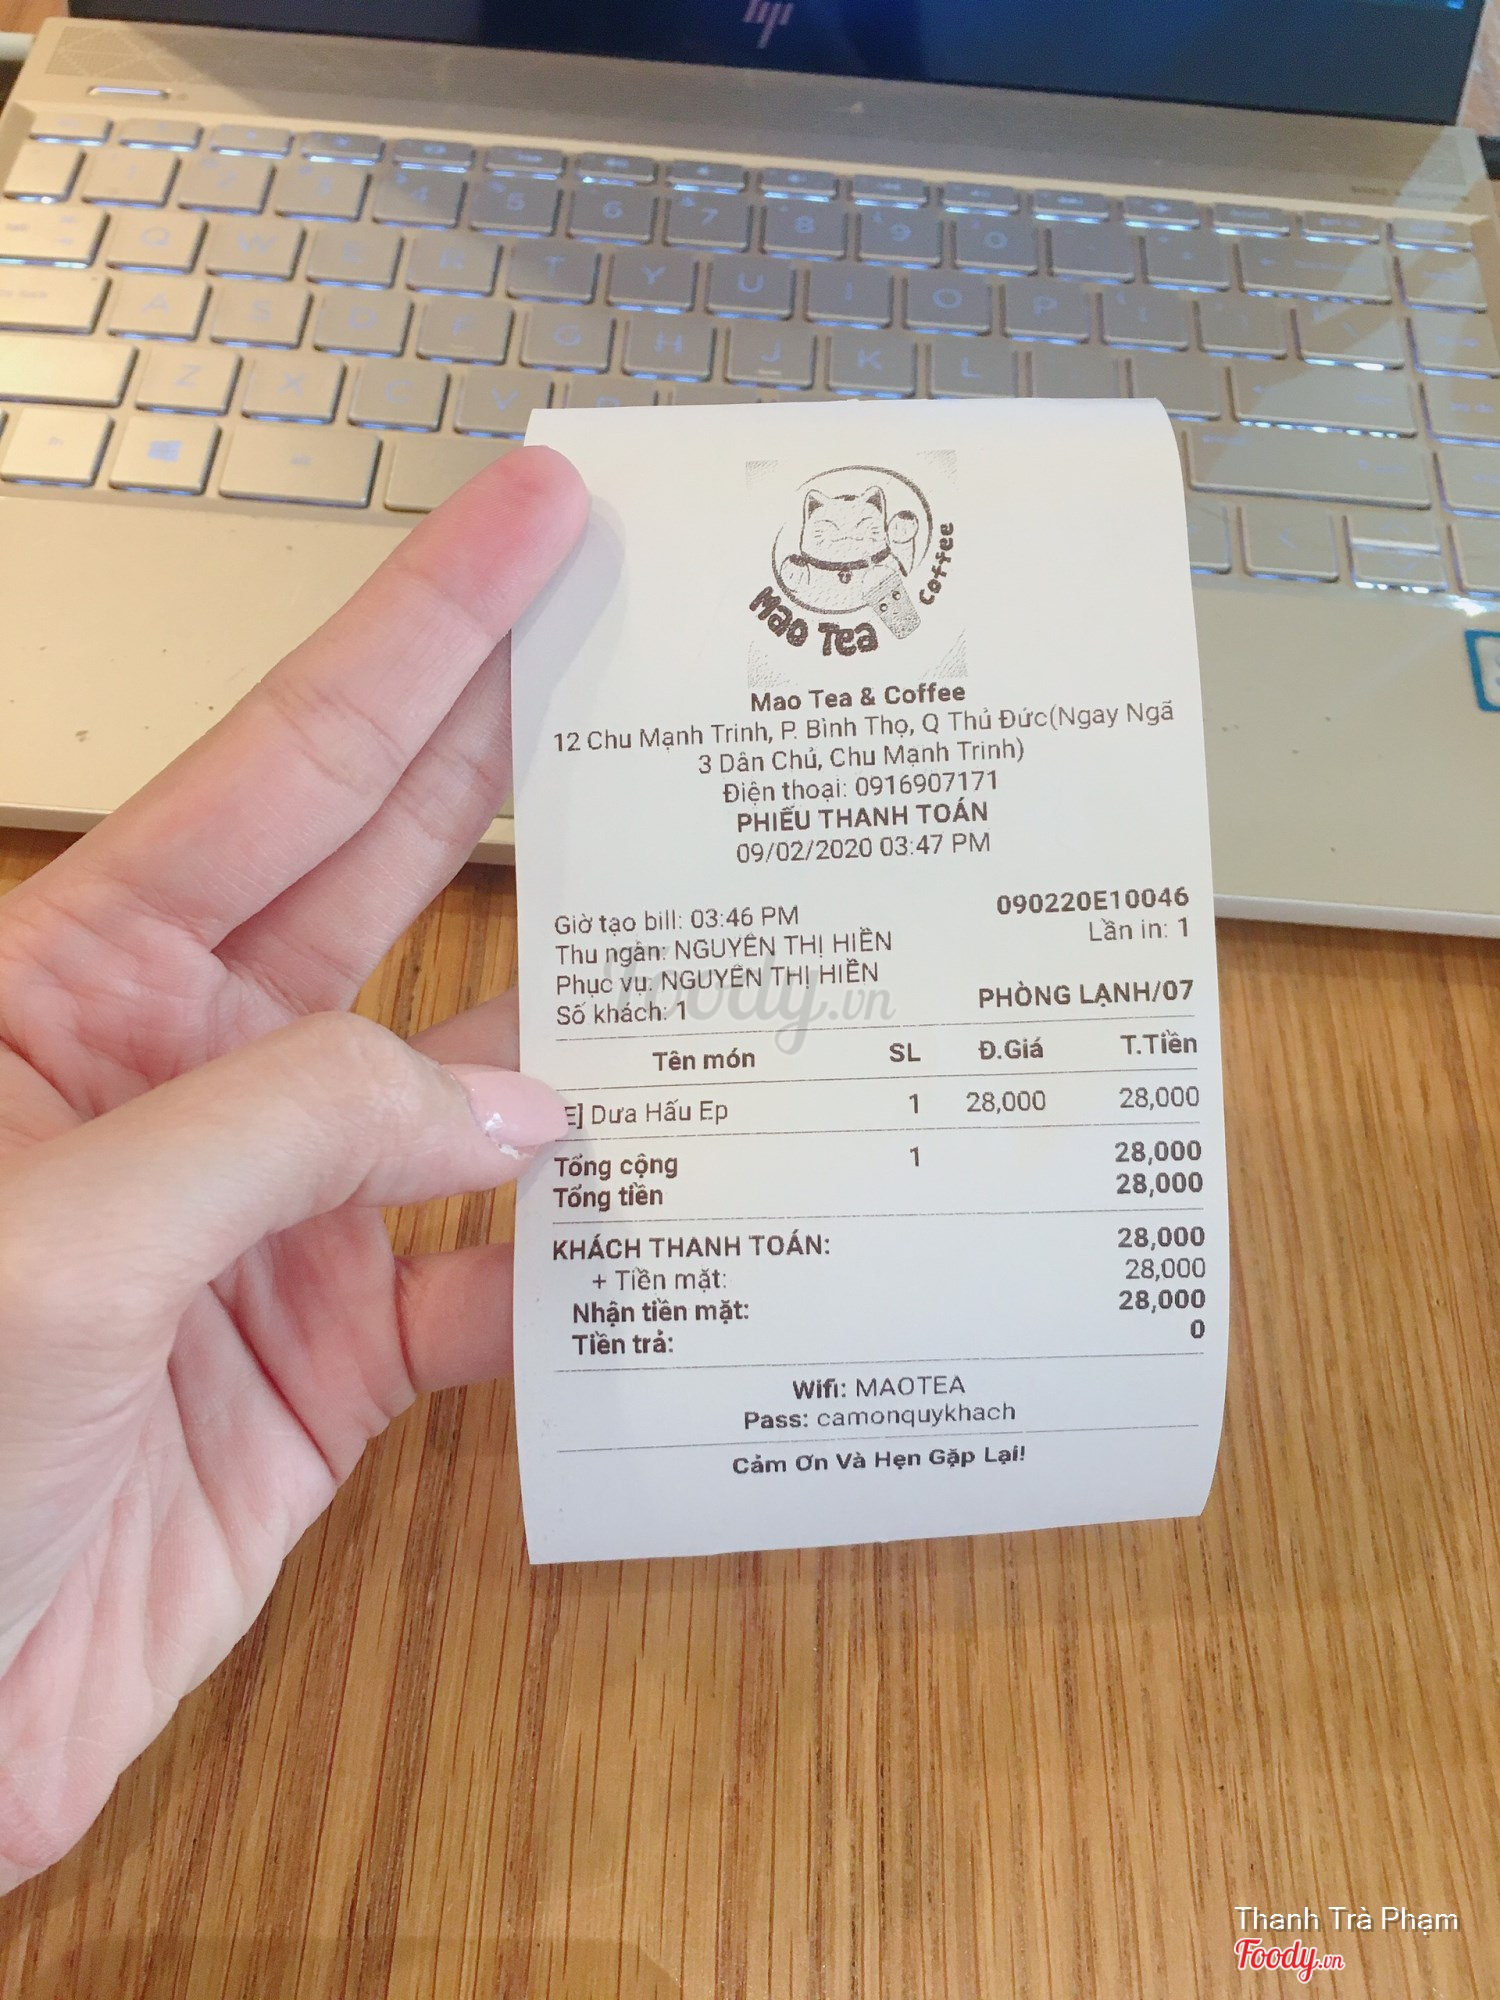 hp
Mao Tea Coffee
Mao Tea & Coffee
12 Chu Mạnh Trinh, P. Bình Thọ, Q Thủ Đức(Ngay Ngã
3 Dân Chủ, Chu Mạnh Trinh)
Điện thoại: 0916907171
PHIẾU THANH TOÁN
09/02/2020 03:47 PM
090220E10046
Giờ tạo bill: 03:46 PM
Lần in: 1
Thu ngân: NGUYỄN THỊ HIỀN
Phục vụ: NGUYỄN THỊ HIỀN
PHÒNG LẠNH/07
Số khách: 1
Foody.vn
Tên món SL Đ.Giá T.Tiền
E] Dưa Hấu Ep 1 28,000 28,000
Tổng cộng 1 28,000
Tổng tiền 28,000
KHÁCH THANH TOÁN: 28,000
+ Tiền mặt: 28,000
Nhận tiền mặt: 28,000
Tiền trả: 0
Wifi: MAOTEA
Pass: camonquykhach
Cảm Ơn Và Hẹn Gặp Lại!
Thanh Trà Phạm
Foody.vn